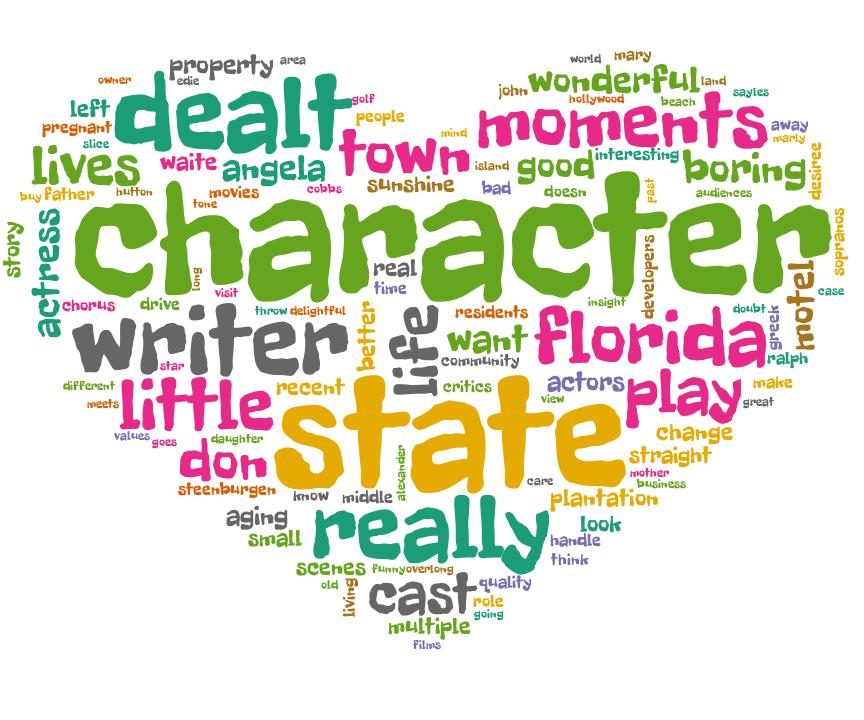 world mary
property area
owner edie wonderful land
dealt john hollywood beach sayles
left golf people moments away
pregnant mind marly
slice town interesting
lives waite angela island good boring desiree
buy father hutton movies cobbs sunshine bad doesn past audiences
tone
character
story actress sopranos
long real developers motel case
visit time
chorus drive throw delightful residents insight doubt greek
writer better life want florida
community ralph
star
different little recent critics actors play make
meets view great
values goes daughter state change
don alexander straight
mother
steenburgen know middle care business
plantation
aging really look
small handle
think
scenes funny overlong
old living cast quality
role
going
multiple
films